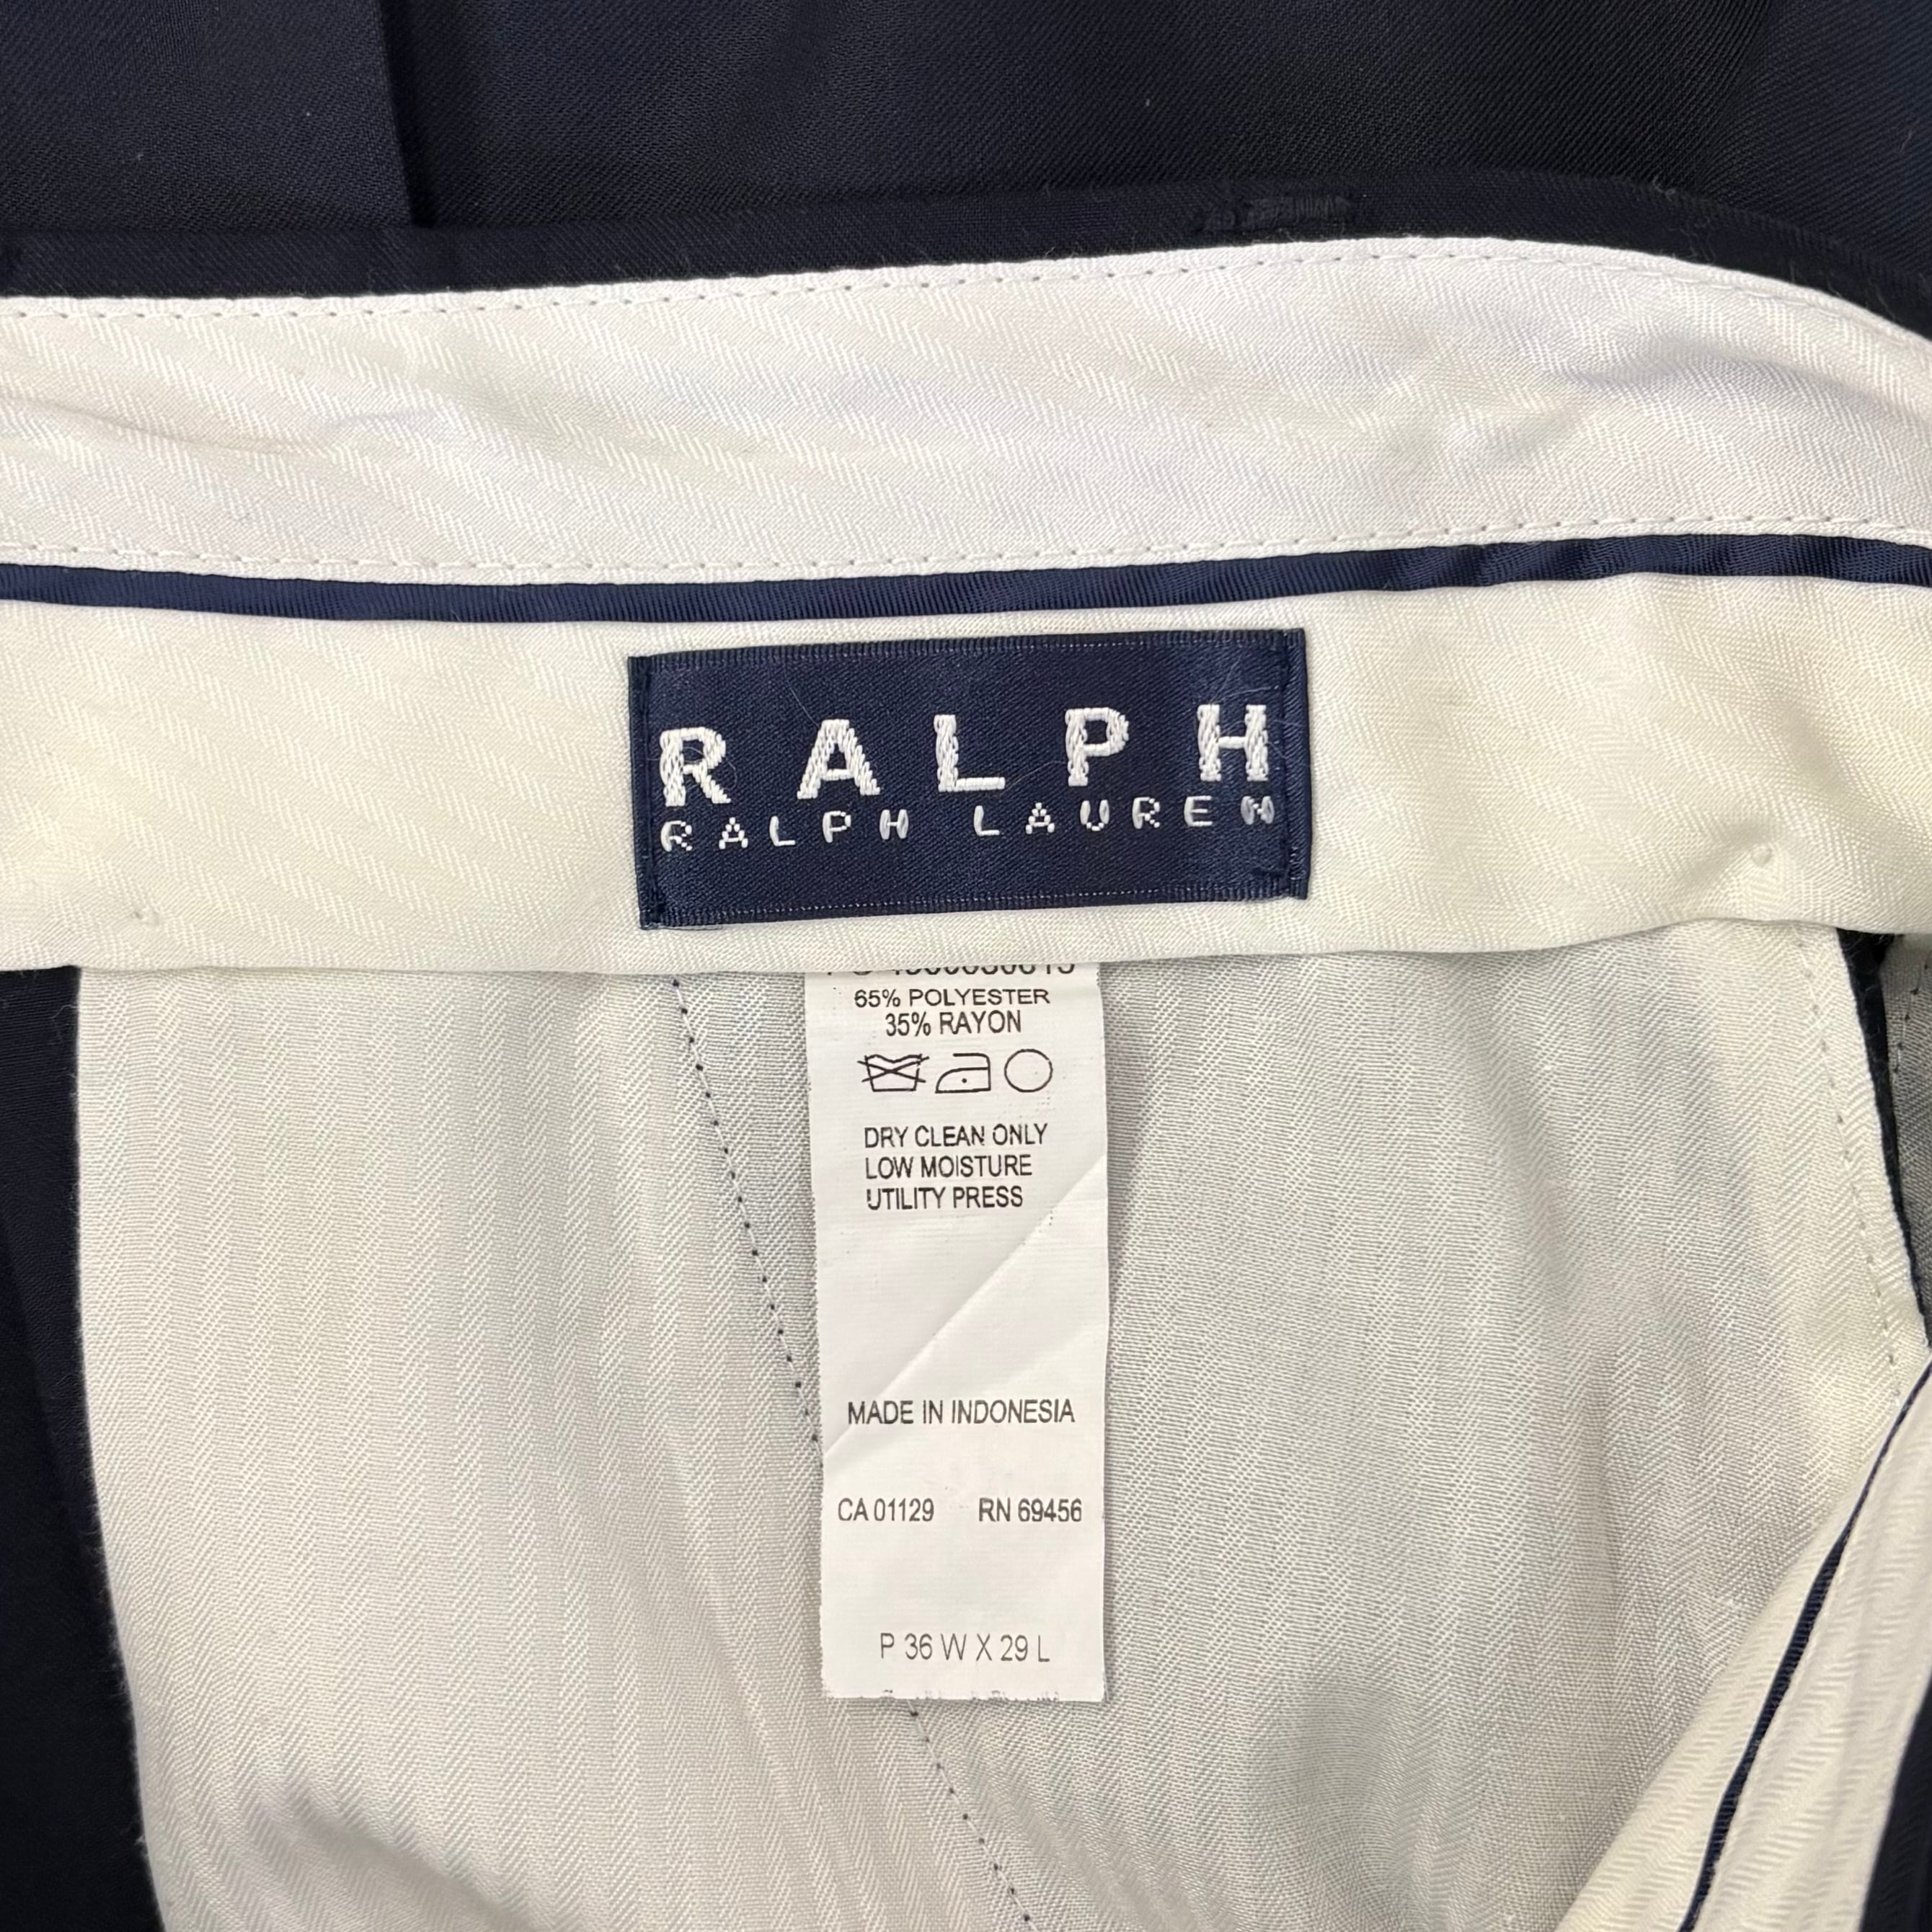 RALPH
RALPH LAUREN
65% POLYESTER
35% RAYON
DRY CLEAN ONLY
LOW MOISTURE
UTILITY PRESS
MADE IN INDONESIA
CA 01129 RN 69456
P 36 W X 29 L